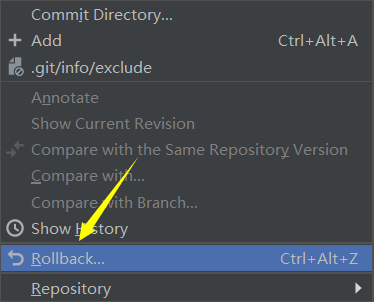 Commit Directory...
Add Ctrl+Alt+A
.git/info/exclude
Annotate
Show Current Revision
Compare with the Same Repository Version
Compare with...
Compare with Branch...
Show History
Rollback... Ctrl+Alt+Z
Repository